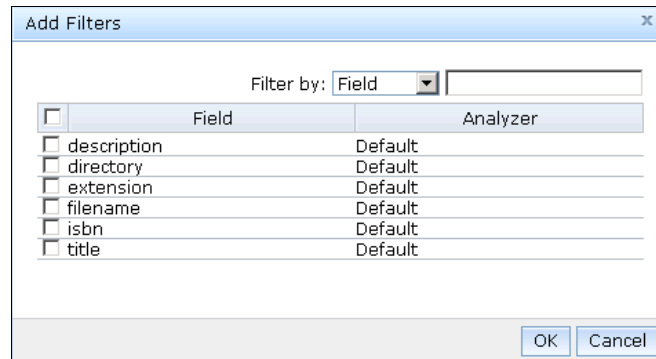 Add Filters x
Filter by: Field
Field Analyzer
description Default
directory Default
extension Default
filename Default
isbn Default
title Default
OK Cancel